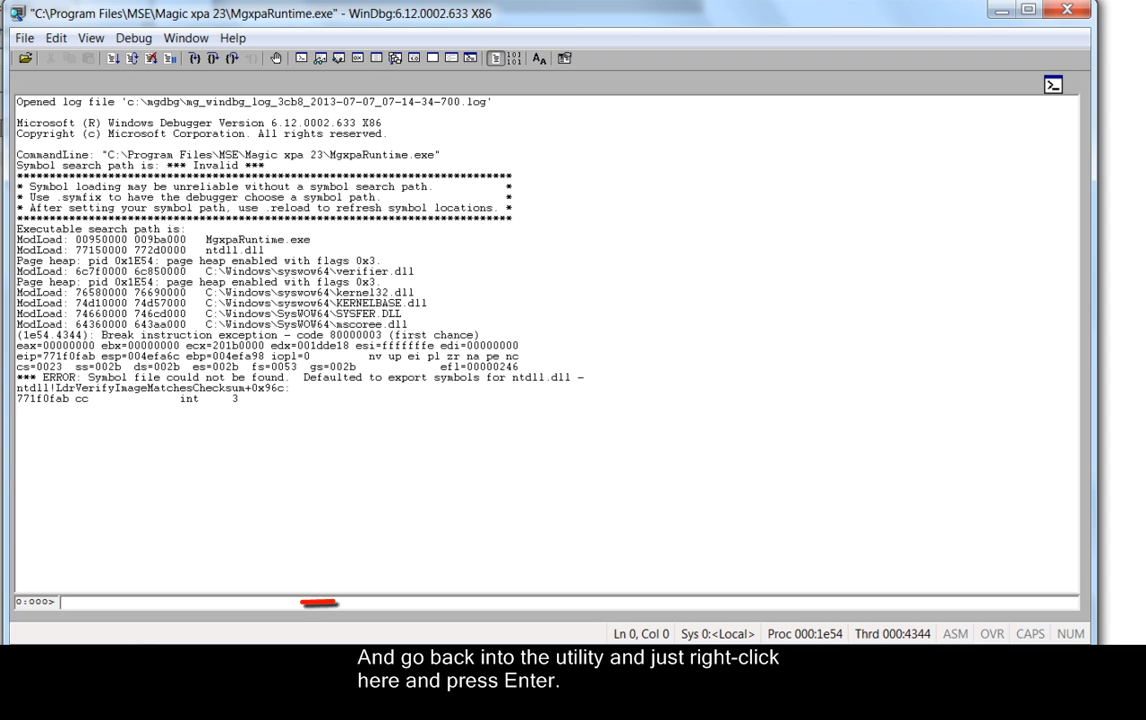 "C:\Program Files\MSE\Magic xpa 23\MgxpaRuntime.exe" - WinDbg:6.12.0002.633 X86
File Edit View Debug Window Help
Opened log file 'c:\mgdbg\mg_windbg_log_3cb8_2013-07-07_07-14-34-700.log'
Microsoft (R) Windows Debugger Version 6.12.0002.633 X86
Copyright (c) Microsoft Corporation. All rights reserved.
CommandLine: "C:\Program Files\MSE\Magic xpa 23\MgxpaRuntime.exe"
Symbol search path is: *** Invalid ***
****************************************************************************
* Symbol loading may be unreliable without a symbol search path.           *
* Use .symfix to have the debugger choose a symbol path.                   *
* After setting your symbol path, use .reload to refresh symbol locations. *
****************************************************************************
Executable search path is:
ModLoad: 00950000 009ba000   MgxpaRuntime.exe
ModLoad: 77150000 772d0000   ntdll.dll
Page heap: pid 0x1E54: page heap enabled with flags 0x3.
ModLoad: 6c7f0000 6c850000   C:\Windows\syswow64\verifier.dll
Page heap: pid 0x1E54: page heap enabled with flags 0x3.
ModLoad: 76580000 76690000   C:\Windows\syswow64\kernel32.dll
ModLoad: 74d10000 74d57000   C:\Windows\syswow64\KERNELBASE.dll
ModLoad: 74660000 746cd000   C:\Windows\SysWOW64\SYSFER.DLL
ModLoad: 64360000 643aa000   C:\Windows\SysWOW64\mscoree.dll
(1e54.4344): Break instruction exception - code 80000003 (first chance)
eax=00000000 ebx=00000000 ecx=201b0000 edx=001dde18 esi=fffffffe edi=00000000
eip=771f0fab esp=004efa6c ebp=004efa98 iopl=0         nv up ei pl zr na pe nc
cs=0023  ss=002b  ds=002b  es=002b  fs=0053  gs=002b             efl=00000246
*** ERROR: Symbol file could not be found.  Defaulted to export symbols for ntdll.dll -
ntdll!LdrVerifyImageMatchesChecksum+0x96c:
771f0fab cc              int     3
0:000>
Ln 0, Col 0 Sys 0:<Local> Proc 000:1e54 Thrd 000:4344 ASM OVR CAPS NUM
And go back into the utility and just right-click
here and press Enter.